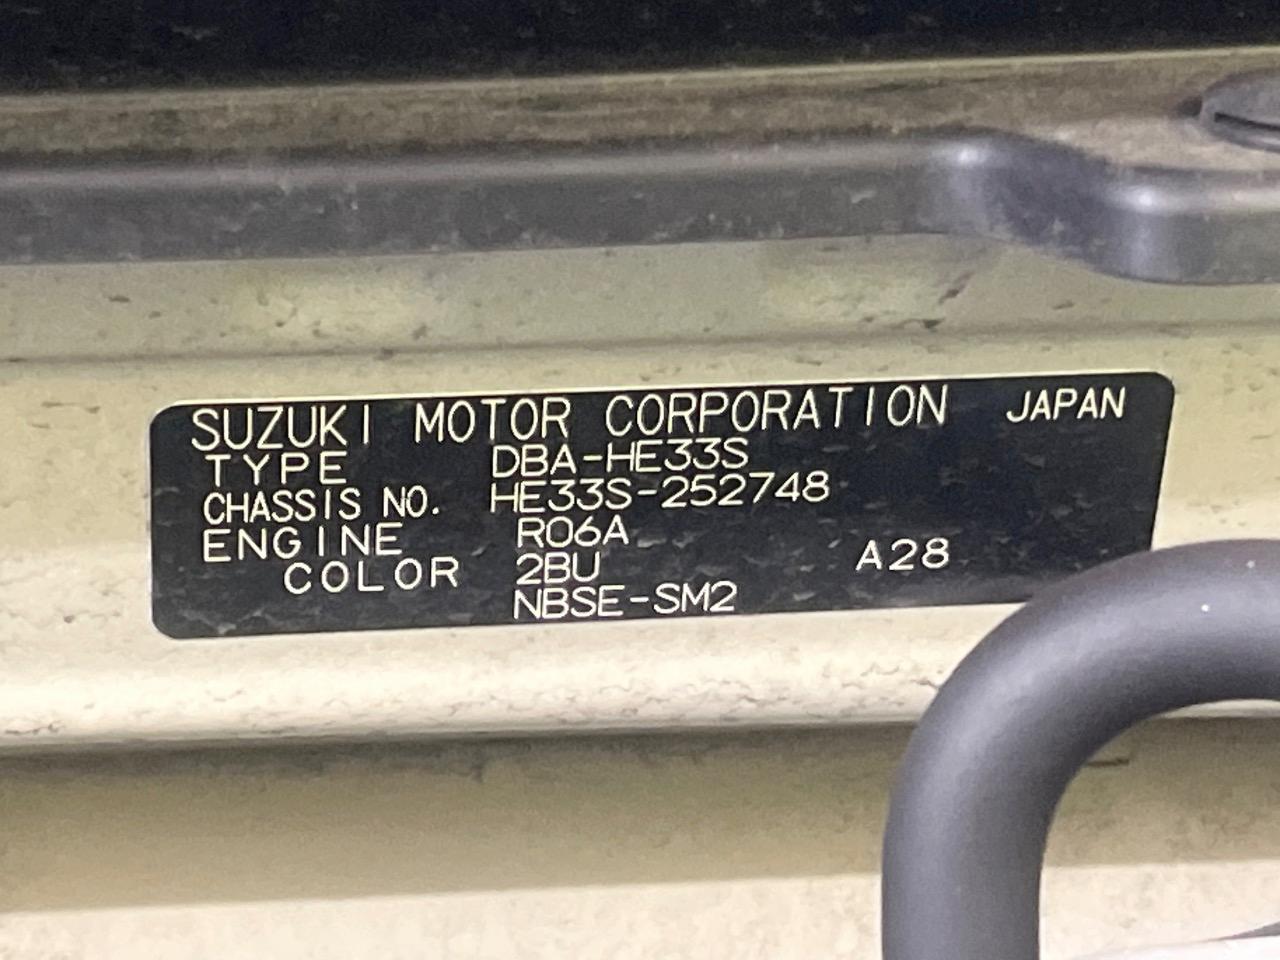 SUZUKI MOTOR CORPORATION JAPAN
TYPE DBA-HE33S
CHASSIS NO. HE33S-252748
ENGINE R06A
COLOR 2BU A28
NBSE-SM2